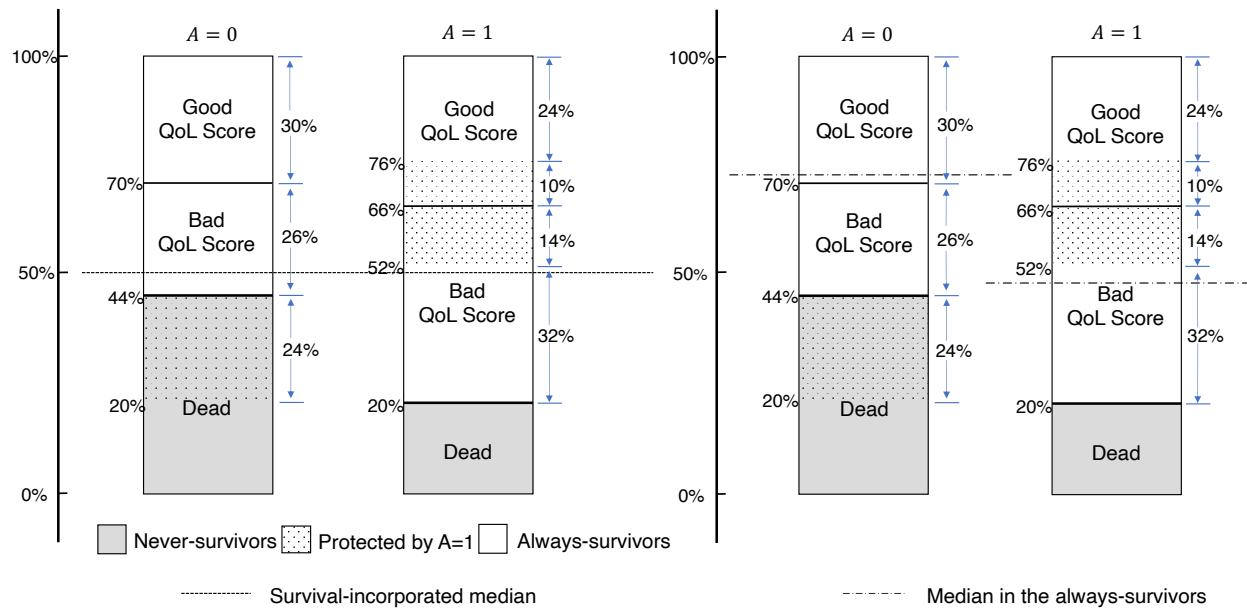 A = 0
A = 1
100%
Good
QoL Score
30%
70%
Bad
QoL Score
26%
50%
44%
24%
20%
Dead
0%
Good
QoL Score
24%
76%
10%
66%
14%
52%
Bad
QoL Score
32%
20%
Dead
A = 0
A = 1
100%
Good
QoL Score
30%
70%
Bad
QoL Score
26%
50%
44%
24%
20%
Dead
0%
Good
QoL Score
24%
76%
10%
66%
14%
52%
Bad
QoL Score
32%
20%
Dead
Never-survivors
Protected by A=1
Always-survivors
Survival-incorporated median
Median in the always-survivors